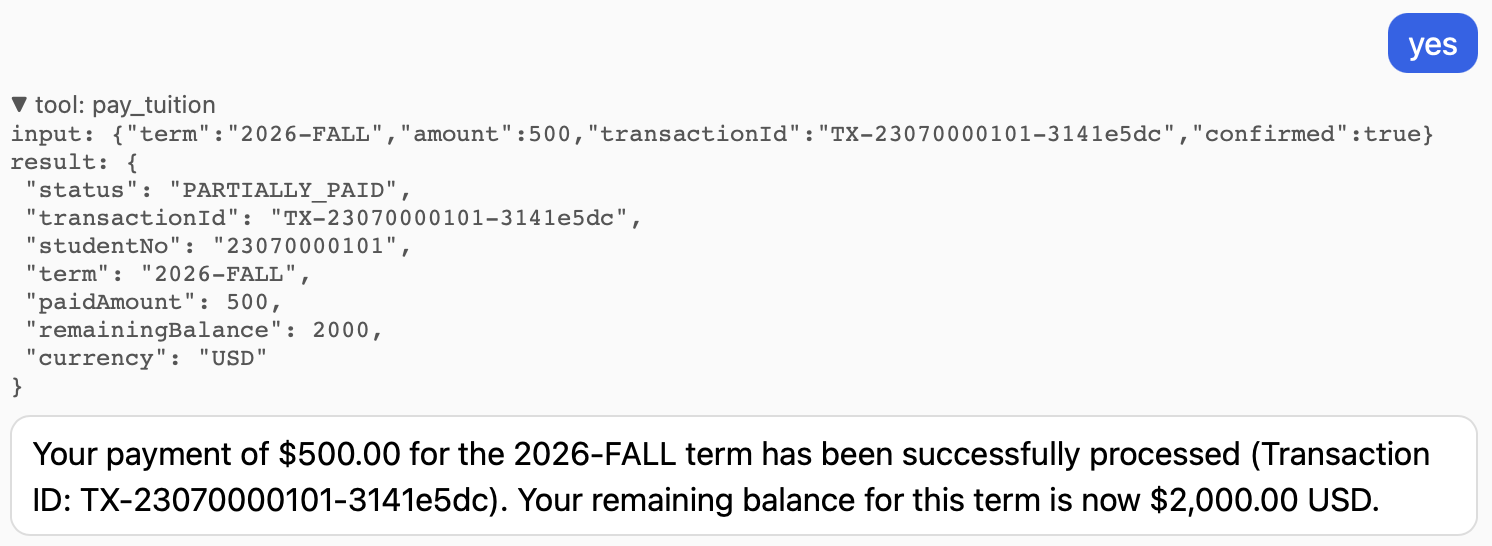 yes
▼ tool: pay_tuition
input: {"term":"2026-FALL","amount":500,"transactionId":"TX-23070000101-3141e5dc","confirmed":true}
result: {
"status": "PARTIALLY_PAID",
"transactionId": "TX-23070000101-3141e5dc",
"studentNo": "23070000101",
"term": "2026-FALL",
"paidAmount": 500,
"remainingBalance": 2000,
"currency": "USD"
}
Your payment of $500.00 for the 2026-FALL term has been successfully processed (Transaction
ID: TX-23070000101-3141e5dc). Your remaining balance for this term is now $2,000.00 USD.